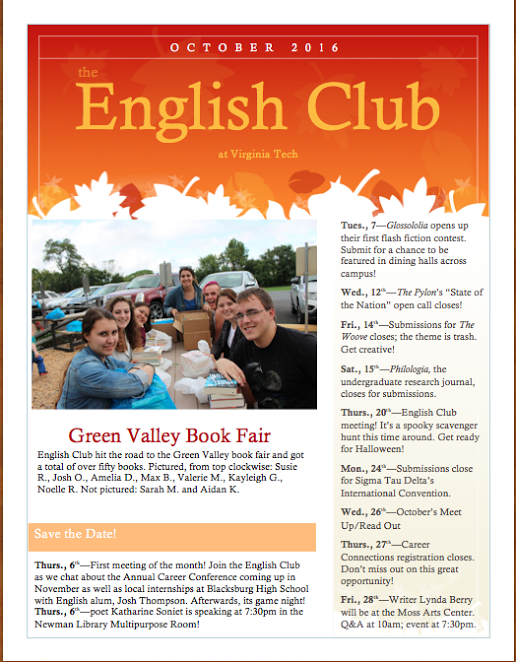 OCTOBER 2016
the
English Club
at Virginia Tech
Green Valley Book Fair
English Club hit the road to the Green Valley book fair and got
a total of over fifty books. Pictured, from top clockwise: Susie
R., Josh O., Amelia D., Max B., Valerie M., Kayleigh G.,
Noelle R. Not pictured: Sarah M. and Aidan K.
Save the Date!
Thurs., 6th—First meeting of the month! Join the English Club
as we chat about the Annual Career Conference coming up in
November as well as local internships at Blacksburg High School
with English alum, Josh Thompson. Afterwards, its game night!
Thurs., 6th—poet Katharine Soniet is speaking at 7:30pm in the
Newman Library Multipurpose Room!
Tues., 7—Glossololia opens up
their first flash fiction contest.
Submit for a chance to be
featured in dining halls across
campus!
Wed., 12th—The Pylon's “State of
the Nation” open call closes!
Fri., 14th—Submissions for The
Woove closes; the theme is trash.
Get creative!
Sat., 15th—Philologia, the
undergraduate research journal,
closes for submissions.
Thurs., 20th—English Club
meeting! It's a spooky scavenger
hunt this time around. Get ready
for Halloween!
Mon., 24th—Submissions close
for Sigma Tau Delta's
International Convention.
Wed., 26th—October's Meet
Up/Read Out
Thurs., 27th—Career
Connections registration closes.
Don't miss out on this great
opportunity!
Fri., 28th—Writer Lynda Berry
will be at the Moss Arts Center.
Q&A at 10am; event at 7:30pm.